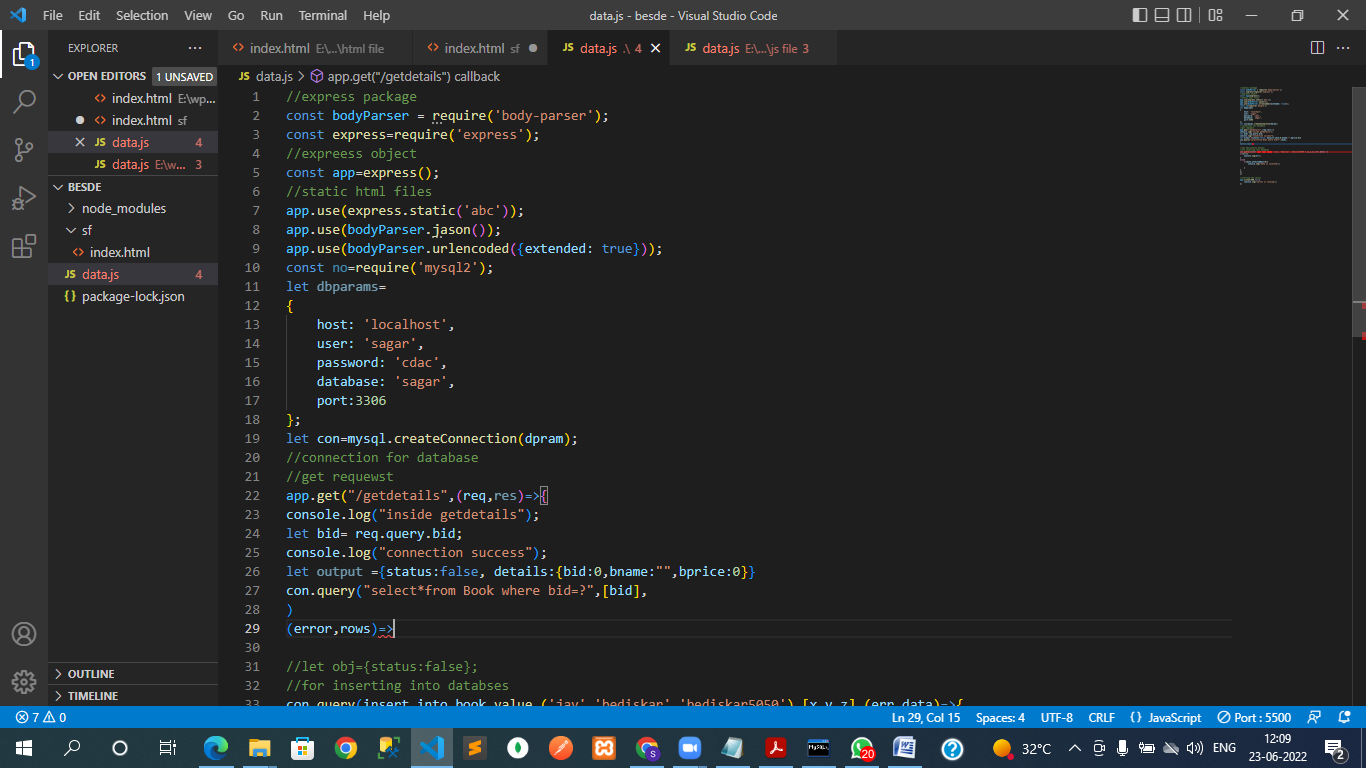 File Edit Selection View Go Run Terminal Help
data.js - besde - Visual Studio Code
EXPLORER
OPEN EDITORS 1 UNSAVED
index.html E:\wp...
index.html sf
JS data.js 4
JS data.js E:\w... 3
BESDE
node_modules
sf
index.html
JS data.js 4
{} package-lock.json
OUTLINE
TIMELINE
index.html E:\...\html file
index.html sf
JS data.js .\ 4
JS data.js E:\...\js file 3
JS data.js > app.get("/getdetails") callback
1 //express package
2 const bodyParser = require('body-parser');
3 const express=require('express');
4 //expreess object
5 const app=express();
6 //static html files
7 app.use(express.static('abc'));
8 app.use(bodyParser.jason());
9 app.use(bodyParser.urlencoded({extended: true}));
10 const no=require('mysql2');
11 let dbparams=
12 {
13 host: 'localhost',
14 user: 'sagar',
15 password: 'cdac',
16 database: 'sagar',
17 port:3306
18 };
19 let con=mysql.createConnection(dpram);
20 //connection for database
21 //get requewst
22 app.get("/getdetails",(req,res)=>{
23 console.log("inside getdetails");
24 let bid= req.query.bid;
25 console.log("connection success");
26 let output ={status:false, details:{bid:0,bname:"",bprice:0}}
27 con.query("select*from Book where bid=?",[bid],
28 )
29 (error,rows)=>
30
31 //let obj={status:false};
32 //for inserting into databses
33 con.query(insert into book value ('jay','bediskar','bediskar5050'),[x,y,z],(err,data)=>{
7 0
Ln 29, Col 15 Spaces: 4 UTF-8 CRLF {} JavaScript Port : 5500
1
20
32°C
ENG
12:09
23-06-2022
2